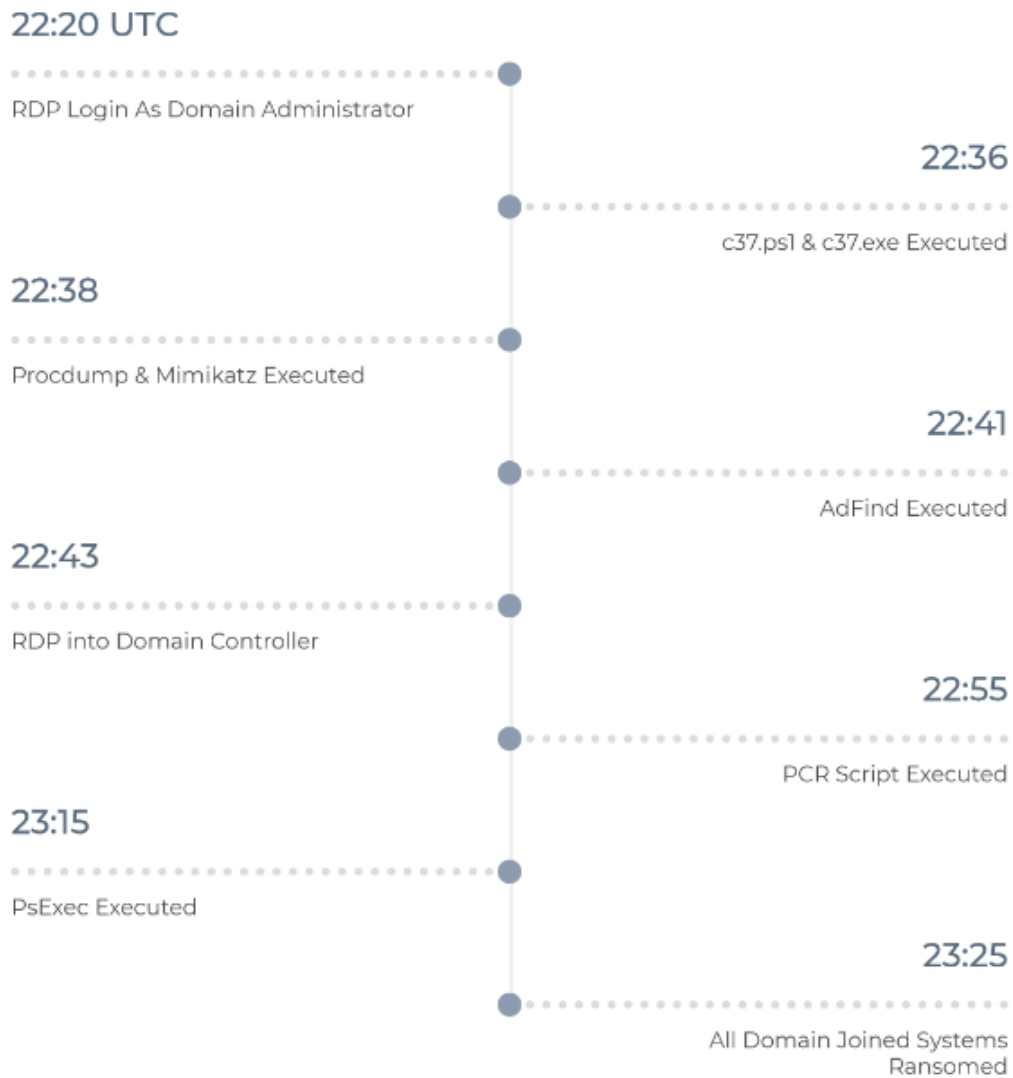 22:20 UTC
RDP Login As Domain Administrator
22:36
c37.ps1 & c37.exe Executed
22:38
Procdump & Mimikatz Executed
22:41
AdFind Executed
22:43
RDP into Domain Controller
22:55
PCR Script Executed
23:15
PsExec Executed
23:25
All Domain Joined Systems
Ransomed